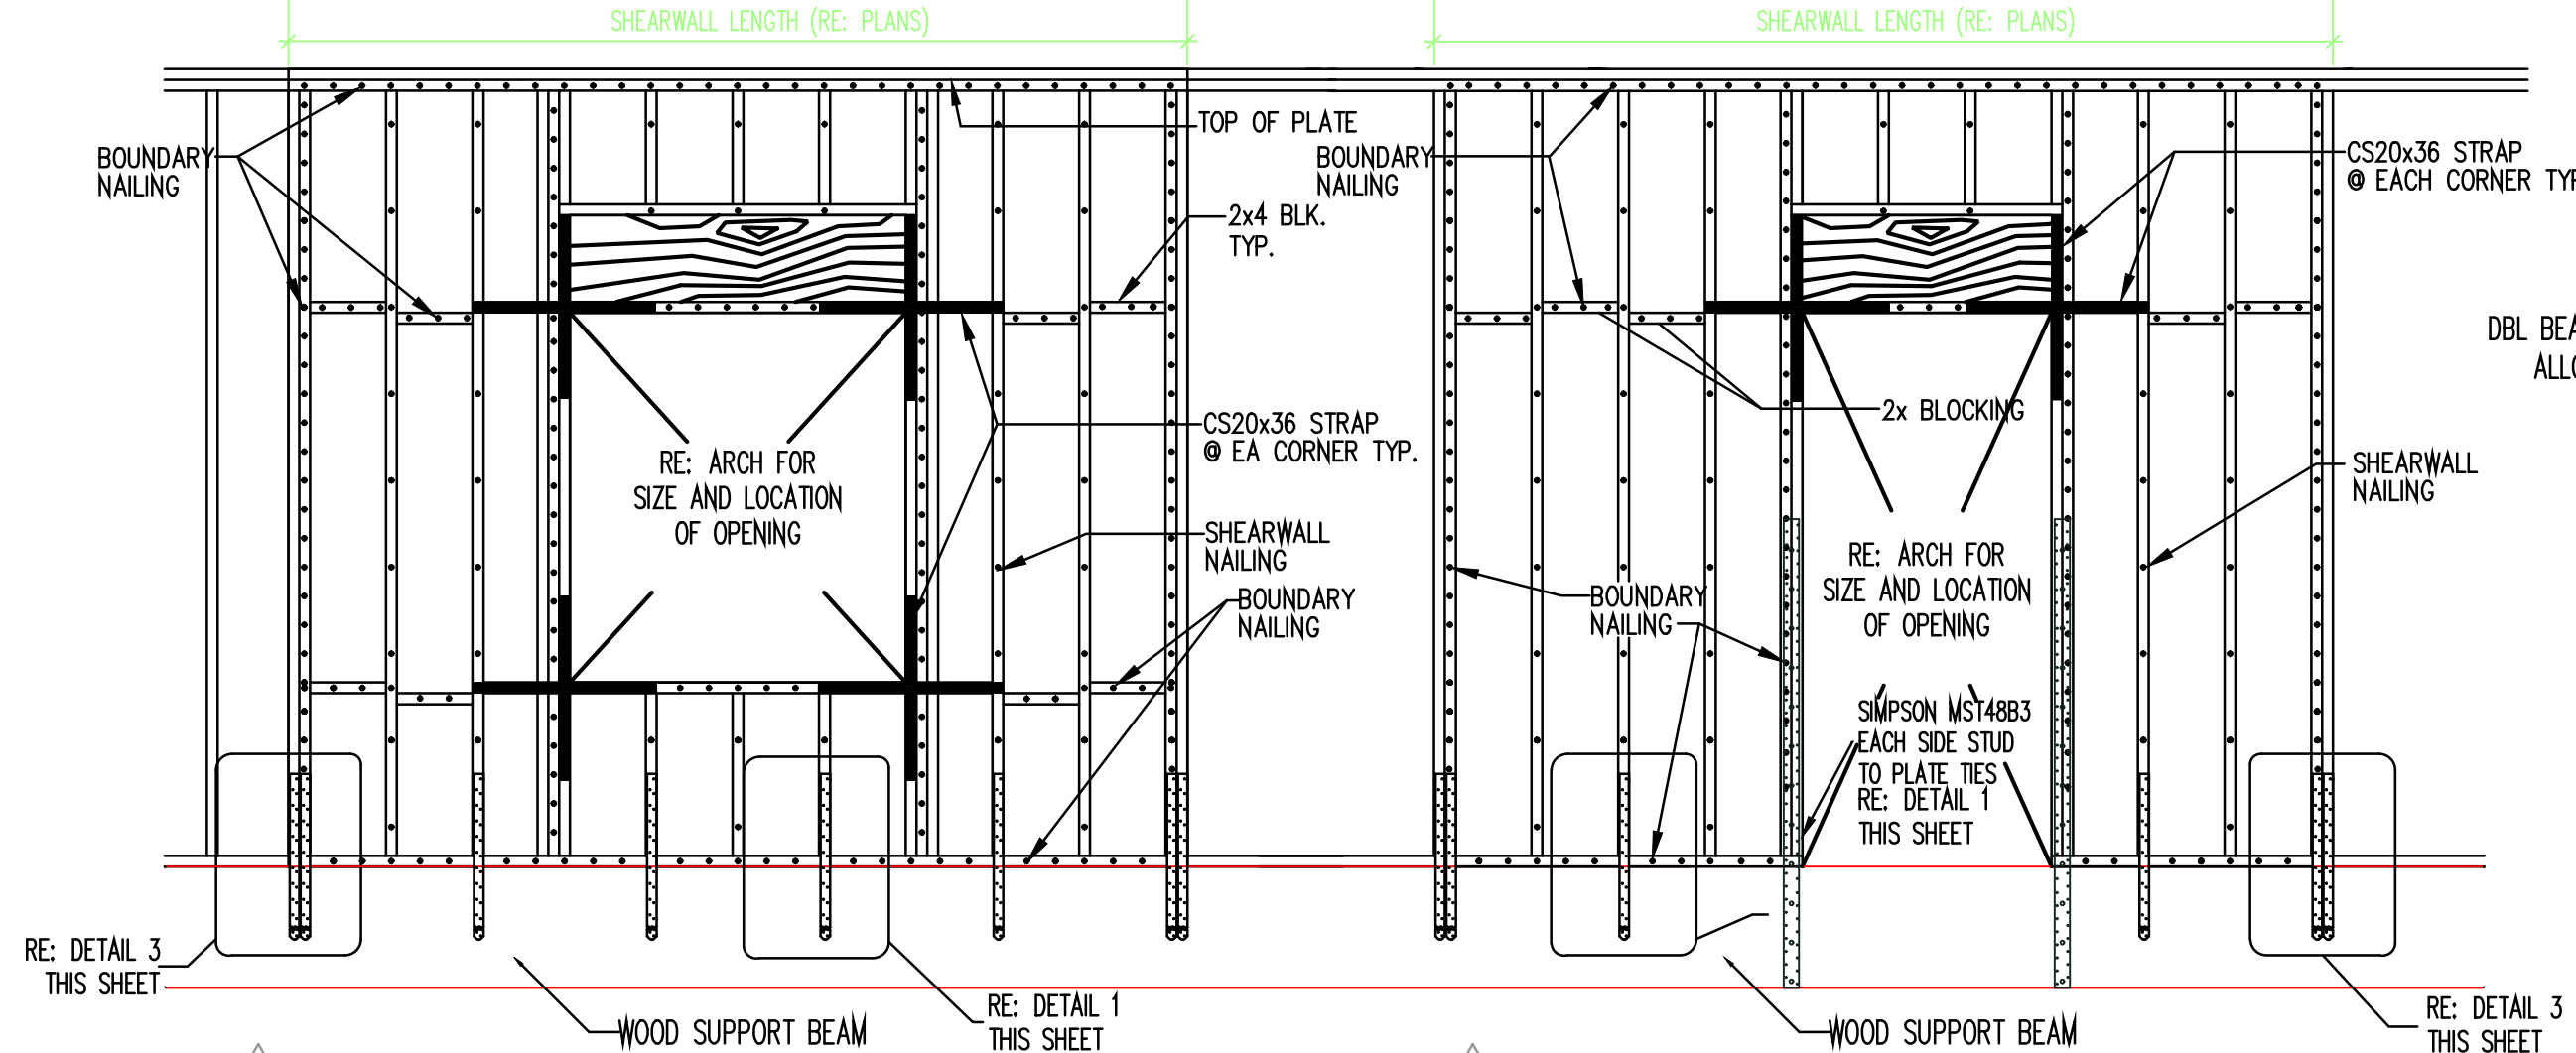 SHEARWALL LENGTH (RE: PLANS)
SHEARWALL LENGTH (RE: PLANS)
BOUNDARY
NAILING
TOP OF PLATE
2x4 BLK.
TYP.
CS20x36 STRAP
@ EA CORNER TYP.
RE: ARCH FOR
SIZE AND LOCATION
OF OPENING
SHEARWALL
NAILING
BOUNDARY
NAILING
RE: DETAIL 3
THIS SHEET
WOOD SUPPORT BEAM
RE: DETAIL 1
THIS SHEET
BOUNDARY
NAILING
CS20x36 STRAP
@ EACH CORNER
DBL
2x BLOCKING
SHEARWALL
NAILING
BOUNDARY
NAILING
RE: ARCH FOR
SIZE AND LOCATION
OF OPENING
SIMPSON MST48B3
EACH SIDE STUD
TO PLATE TIES
RE: DETAIL 1
THIS SHEET
WOOD SUPPORT BEAM
RE: DETAIL 3
THIS SHEET